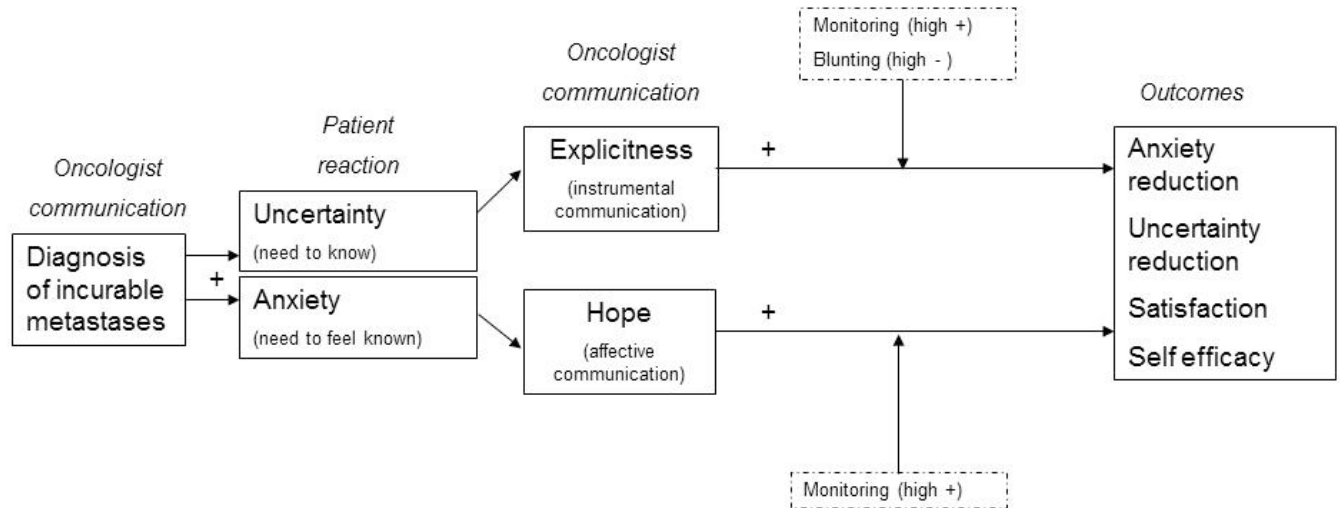 Oncologist
communication
Diagnosis
of incurable
metastases
+
Patient
reaction
Uncertainty
(need to know)
Anxiety
(need to feel known)
Oncologist
communication
Explicitness
(instrumental
communication)
+
Hope
(affective
communication)
+
Monitoring (high +)
Blunting (high - )
Monitoring (high +)
Outcomes
Anxiety
reduction
Uncertainty
reduction
Satisfaction
Self efficacy